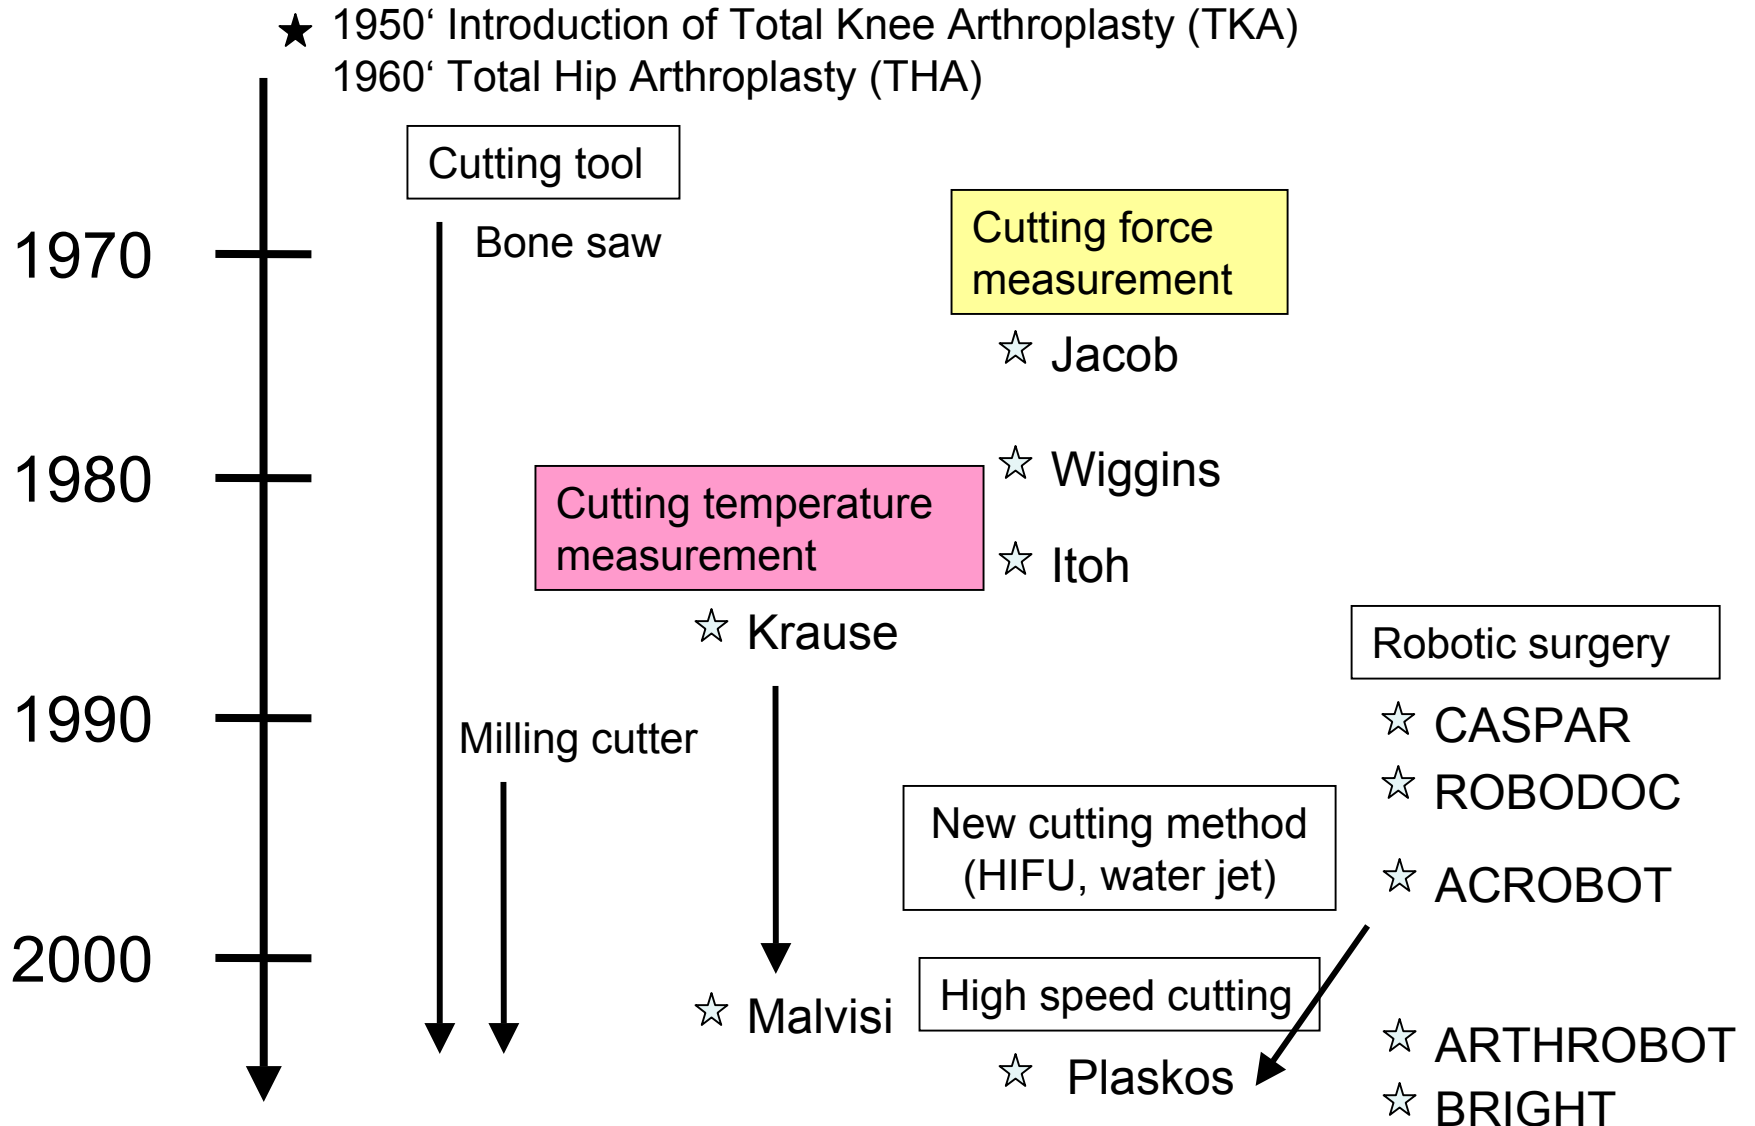 1950‘ Introduction of Total Knee Arthroplasty (TKA)
1960‘ Total Hip Arthroplasty (THA)
Cutting tool
Bone saw
Cutting force
measurement
1970
Jacob
Wiggins
1980
Cutting temperature
measurement
Itoh
Krause
Robotic surgery
1990
CASPAR
Milling cutter
ROBODOC
New cutting method
(HIFU, water jet)
ACROBOT
2000
High speed cutting
Malvisi
ARTHROBOT
Plaskos
BRIGHT